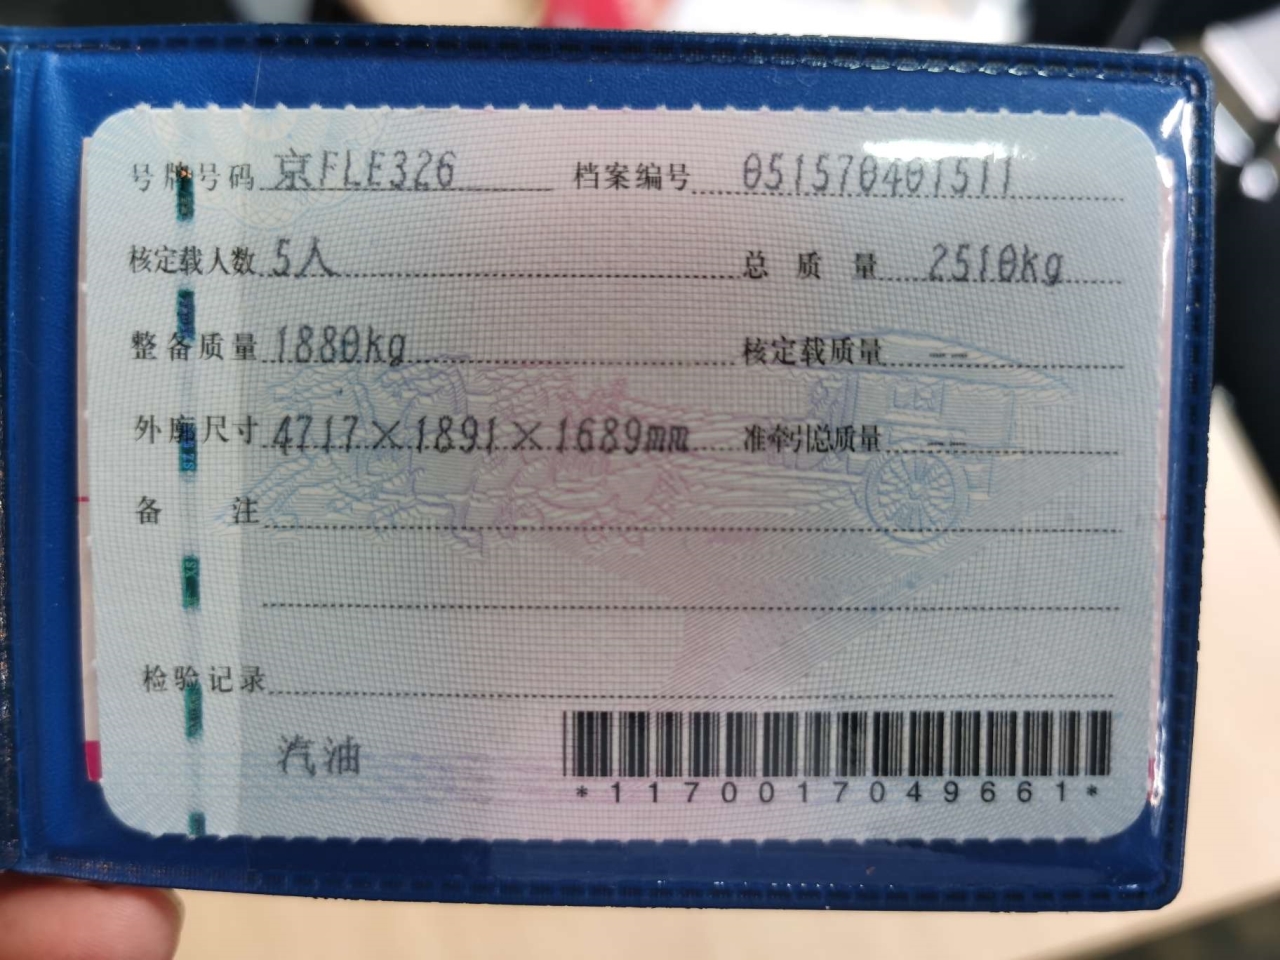 号牌号码 京FLE326 档案编号 051570401511
核定载人数 5人 总质量 2510kg
整备质量 1880kg 核定载质量 --
外廓尺寸 4717×1891×1689mm 准牵引总质量 --
备注
检验记录
汽油
*1170017049661*